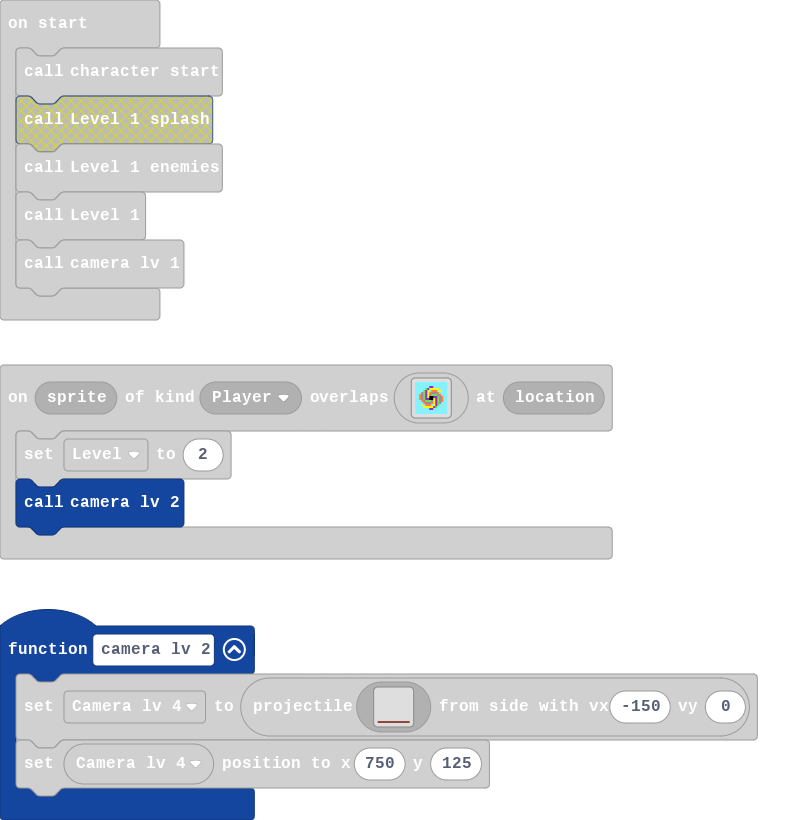 on start
call character start
call Level 1 splash
call Level 1 enemies
call Level 1
call camera lv 1
on sprite of kind Player overlaps at location
set Level to 2
call camera lv 2
function camera lv 2
set Camera lv 4 to projectile from side with vx -150 vy 0
set Camera lv 4 position to x 750 y 125